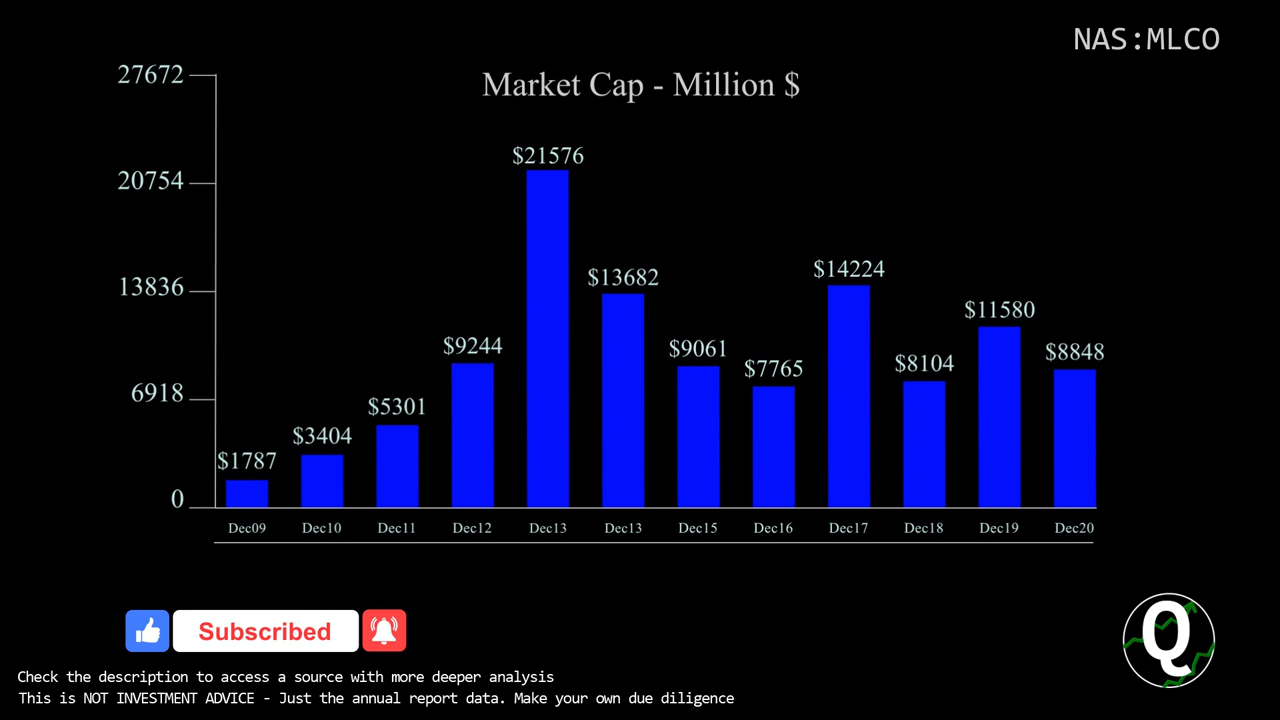 NAS:MLCO
Market Cap - Million $
27672
20754
13836
6918
0
$1787
$3404
$5301
$9244
$21576
$13682
$9061
$7765
$14224
$8104
$11580
$8848
Dec09 Dec10 Dec11 Dec12 Dec13 Dec13 Dec15 Dec16 Dec17 Dec18 Dec19 Dec20
Subscribed
Q
Check the description to access a source with more deeper analysis
This is NOT INVESTMENT ADVICE - Just the annual report data. Make your own due diligence